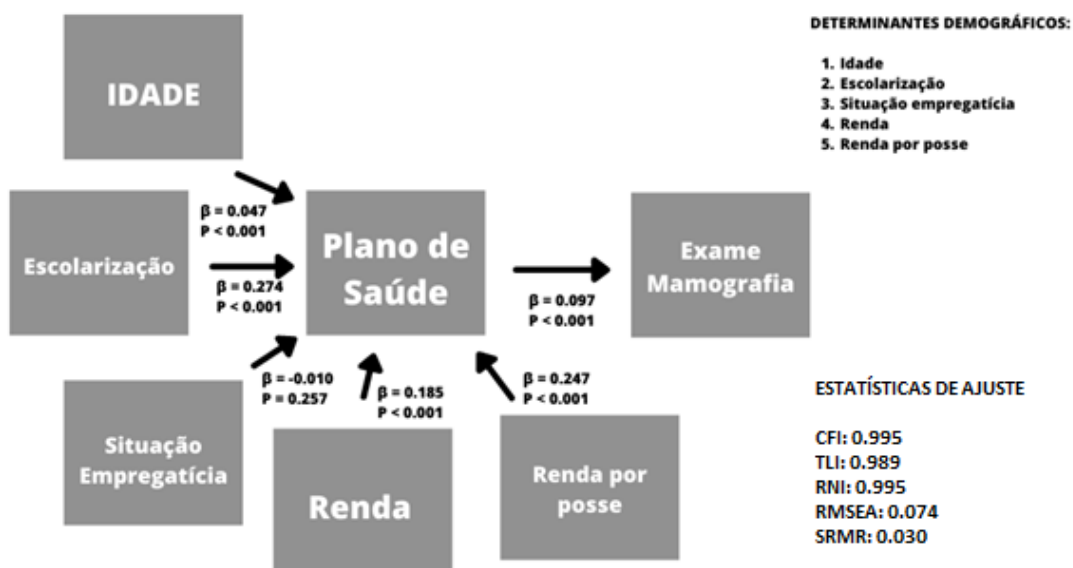 DETERMINANTES DEMOGRÁFICOS:
1. Idade
2. Escolarização
3. Situação empregatícia
4. Renda
5. Renda por posse
IDADE
β = 0.047
P < 0.001
Escolarização
β = 0.274
P < 0.001
Plano de
Saúde
β = 0.097
P < 0.001
Exame
Mamografia
Situação
Empregatícia
β = -0.010
P = 0.257
Renda
β = 0.185
P < 0.001
Renda por
posse
β = 0.247
P < 0.001
ESTATÍSTICAS DE AJUSTE
CFI: 0.995
TLI: 0.989
RNI: 0.995
RMSEA: 0.074
SRMR: 0.030